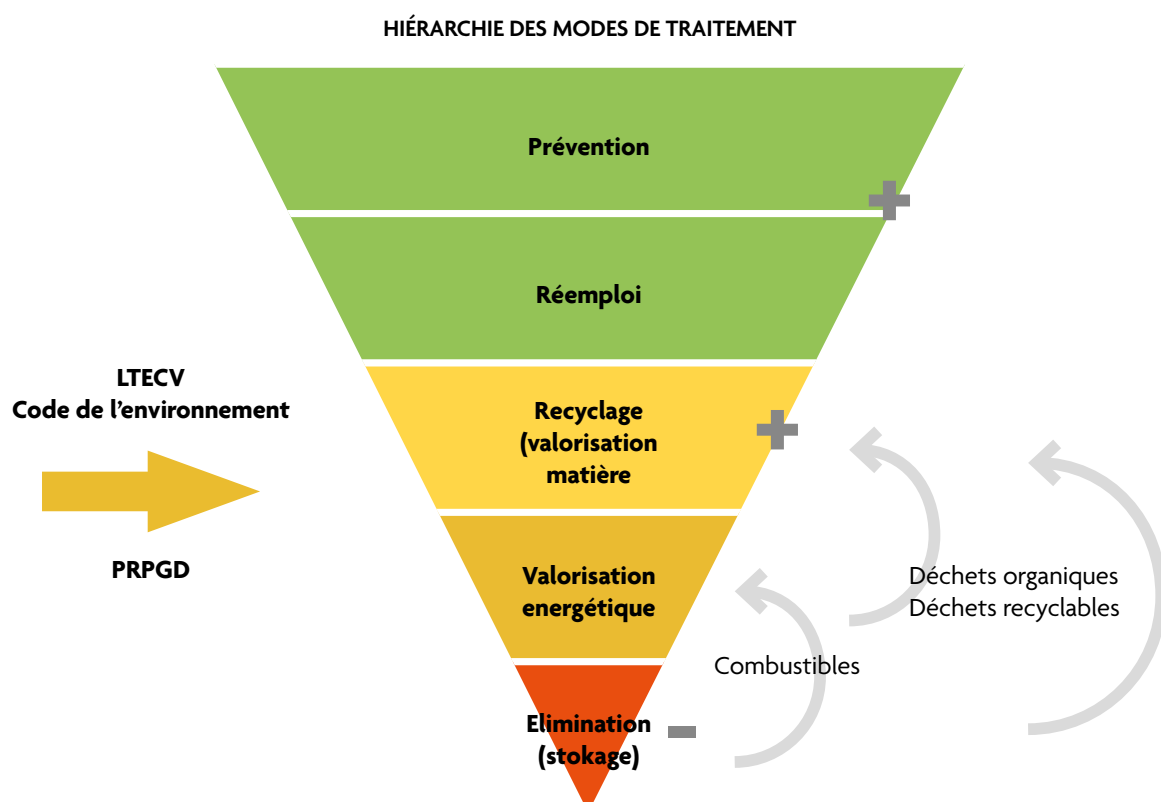 HIÉRARCHIE DES MODES DE TRAITEMENT
Prévention
Réemploi
LTECV
Code de l’environnement
PRPGD
Recyclage
(valorisation
matière
Valorisation
énergétique
Déchets organiques
Déchets recyclables
Combustibles
Elimination
(stokage)